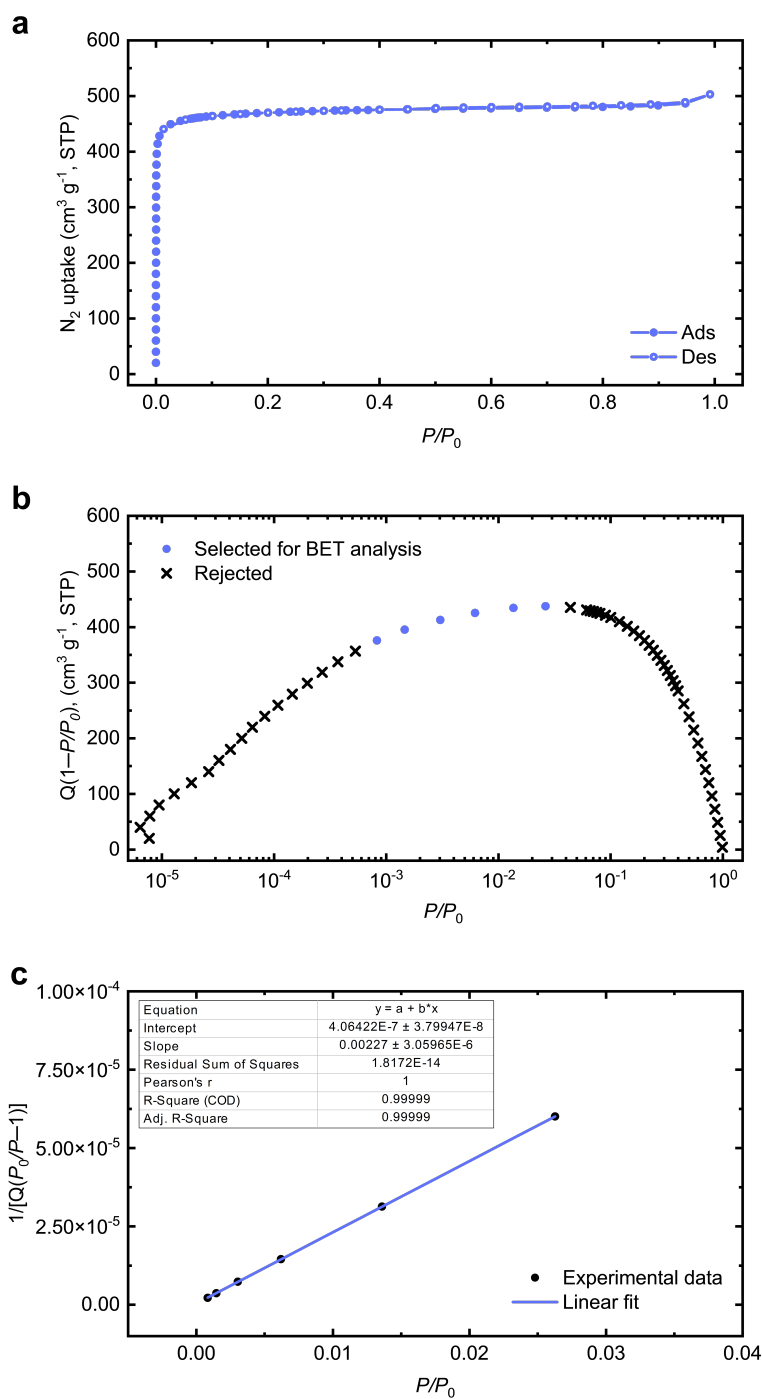 a
600
500
400
300
200
100
0
N₂ uptake (cm³ g⁻¹, STP)
Ads
Des
0.0 0.2 0.4 0.6 0.8 1.0
P/P₀
b
600
500
400
300
200
100
0
Q(1–P/P₀), (cm³ g⁻¹, STP)
Selected for BET analysis
Rejected
10⁻⁵ 10⁻⁴ 10⁻³ 10⁻² 10⁻¹ 10⁰
P/P₀
c
1.00×10⁻⁴
7.50×10⁻⁵
5.00×10⁻⁵
2.50×10⁻⁵
0.00
1/[Q(P₀/P–1)]
Equation y = a + b*x
Intercept 4.06422E-7 ± 3.79947E-8
Slope 0.00227 ± 3.05965E-6
Residual Sum of Squares 1.8172E-14
Pearson's r 1
R-Square (COD) 0.99999
Adj. R-Square 0.99999
Experimental data
Linear fit
0.00 0.01 0.02 0.03 0.04
P/P₀